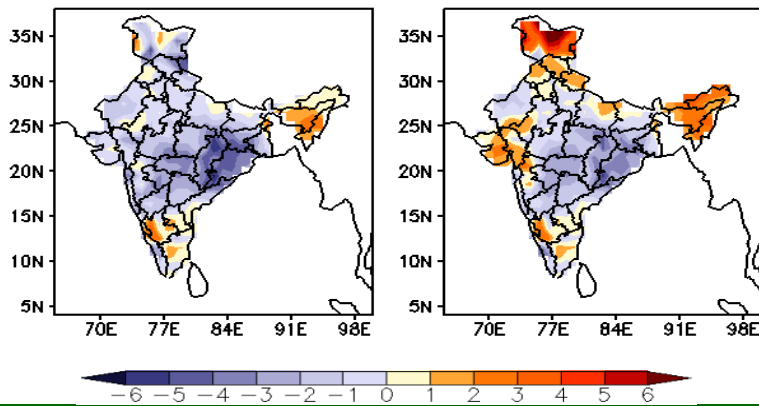 35N 35N
30N 30N
25N 25N
20N 20N
15N 15N
10N 10N
5N 5N
70E 77E 84E 91E 98E 70E 77E 84E 91E 98E
-6 -5 -4 -3 -2 -1 0 1 2 3 4 5 6